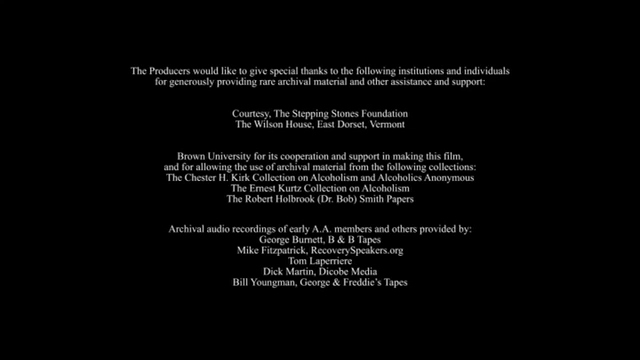 The Producers would like to give special thanks to the following institutions and individuals
for generously providing rare archival material and other assistance and support:
Courtesy, The Stepping Stones Foundation
The Wilson House, East Dorset, Vermont
Brown University for its cooperation and support in making this film,
and for allowing the use of archival material from the following collections:
The Chester H. Kirk Collection on Alcoholism and Alcoholics Anonymous
The Ernest Kurtz Collection on Alcoholism
The Robert Holbrook (Dr. Bob) Smith Papers
Archival audio recordings of early A.A. members and others provided by:
George Burnett, B & B Tapes
Mike Fitzpatrick, RecoverySpeakers.org
Tom Laperriere
Dick Martin, Dicobe Media
Bill Youngman, George & Freddie's Tapes